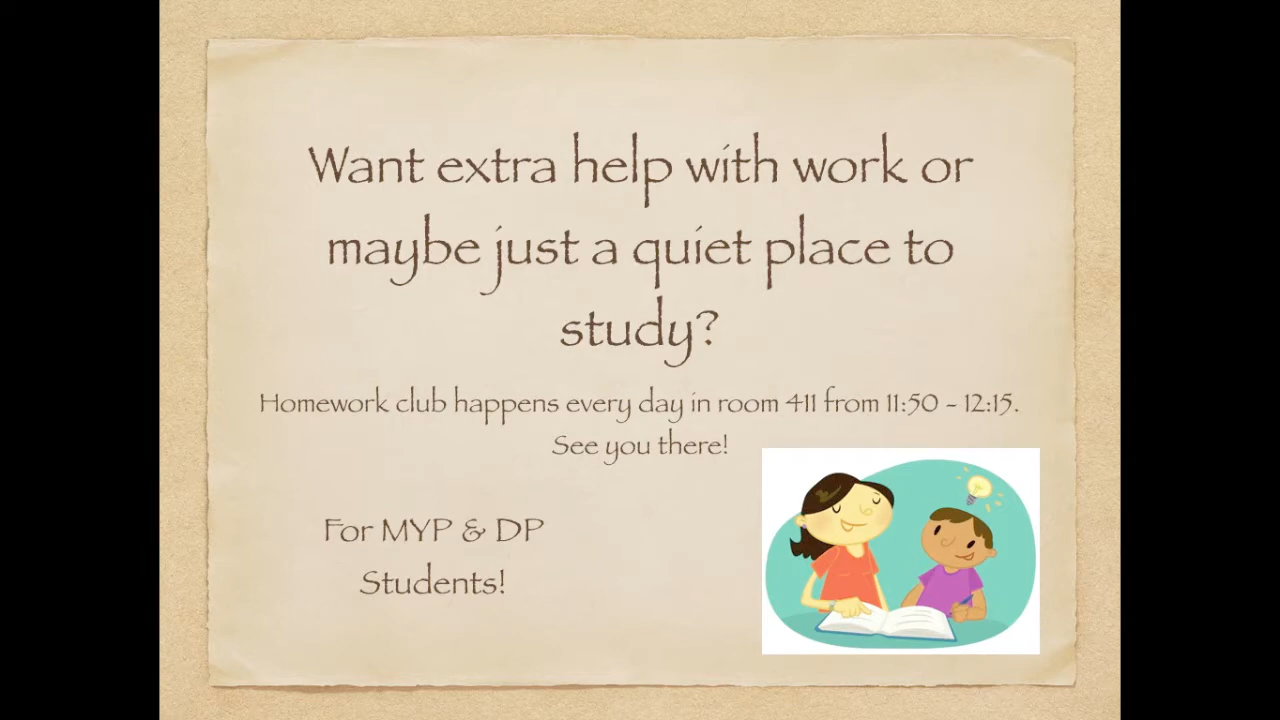 Want extra help with work or
maybe just a quiet place to
study?
Homework club happens every day in room 411 from 11:50 - 12:15.
See you there!
For MYP & DP
Students!